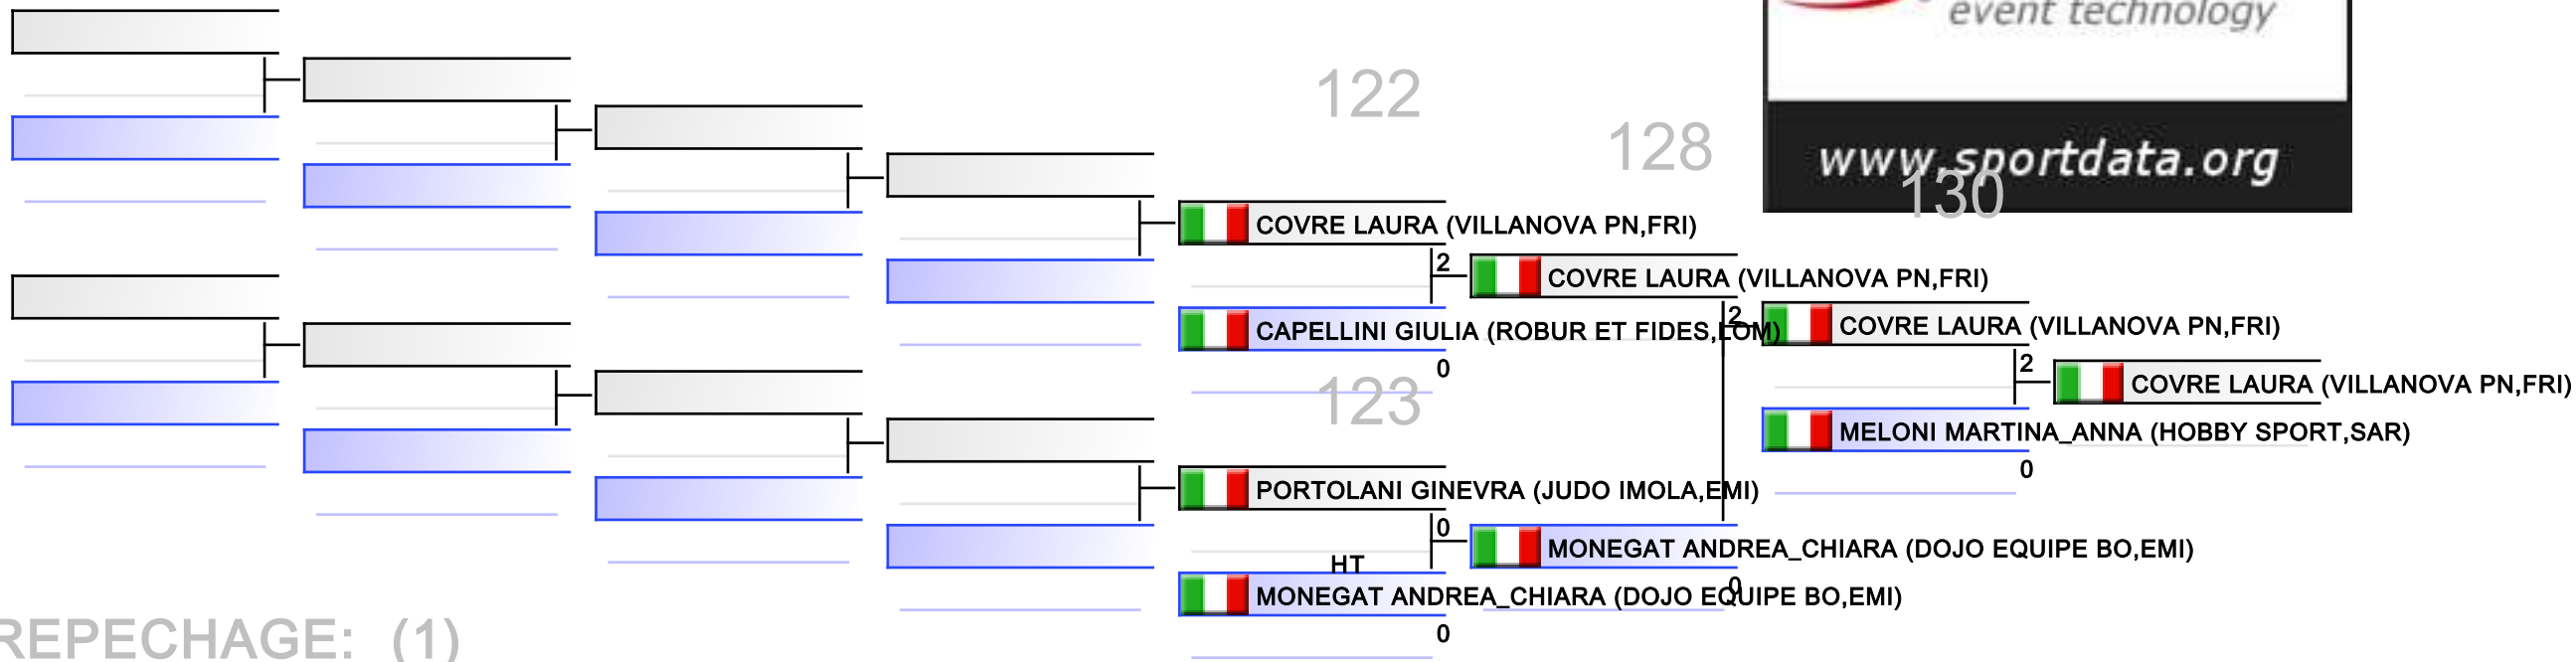 event technology
www.sportdata.org
122
128
130
COVRE LAURA (VILLANOVA PN,FRI)
2
CAPELLINI GIULIA (ROBUR ET FIDES,LOM)
0
COVRE LAURA (VILLANOVA PN,FRI)
2
COVRE LAURA (VILLANOVA PN,FRI)
2
COVRE LAURA (VILLANOVA PN,FRI)
MELONI MARTINA_ANNA (HOBBY SPORT,SAR)
0
123
PORTOLANI GINEVRA (JUDO IMOLA,EMI)
0
HT
MONEGAT ANDREA_CHIARA (DOJO EQUIPE BO,EMI)
0
MONEGAT ANDREA_CHIARA (DOJO EQUIPE BO,EMI)
0
REPECHAGE: (1)